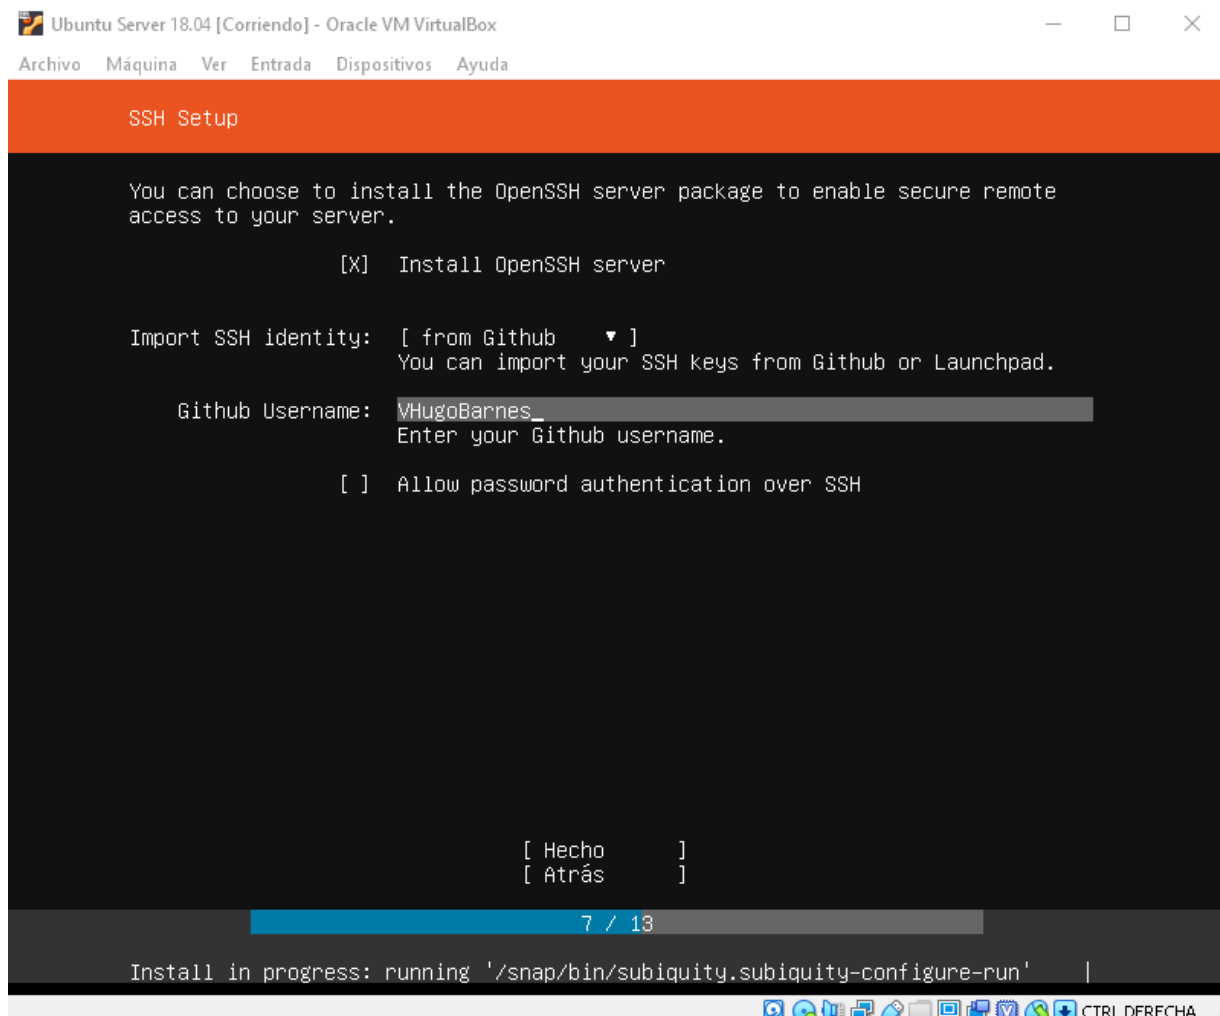 Ubuntu Server 18.04 [Corriendo] - Oracle VM VirtualBox
Archivo Máquina Ver Entrada Dispositivos Ayuda
SSH Setup
You can choose to install the OpenSSH server package to enable secure remote
access to your server.
[X] Install OpenSSH server
Import SSH identity: [ from Github ▾ ]
You can import your SSH keys from Github or Launchpad.
Github Username: VHugoBarnes_
Enter your Github username.
[ ] Allow password authentication over SSH
[ Hecho ]
[ Atrás ]
7 / 13
Install in progress: running '/snap/bin/subiquity.subiquity-configure-run' |
CTRL DERECHA